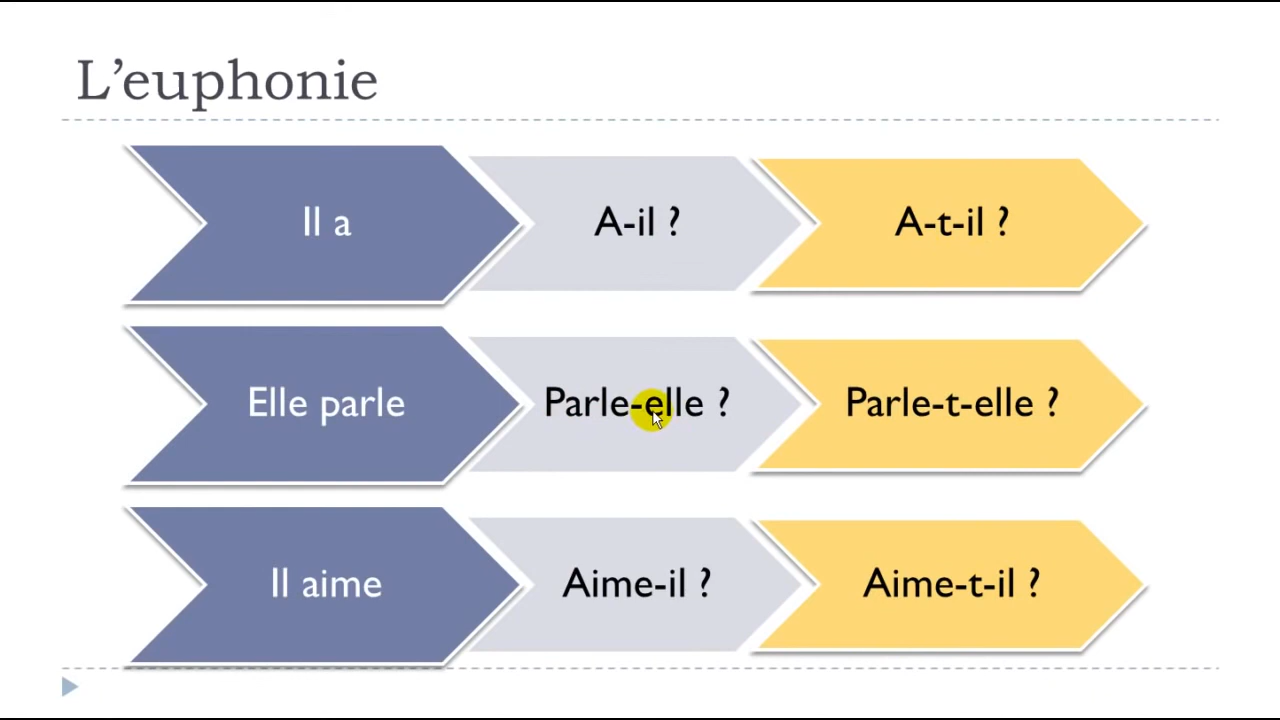 L’euphonie
Il a
A-il ?
A-t-il ?
Elle parle
Parle-elle ?
Parle-t-elle ?
Il aime
Aime-il ?
Aime-t-il ?